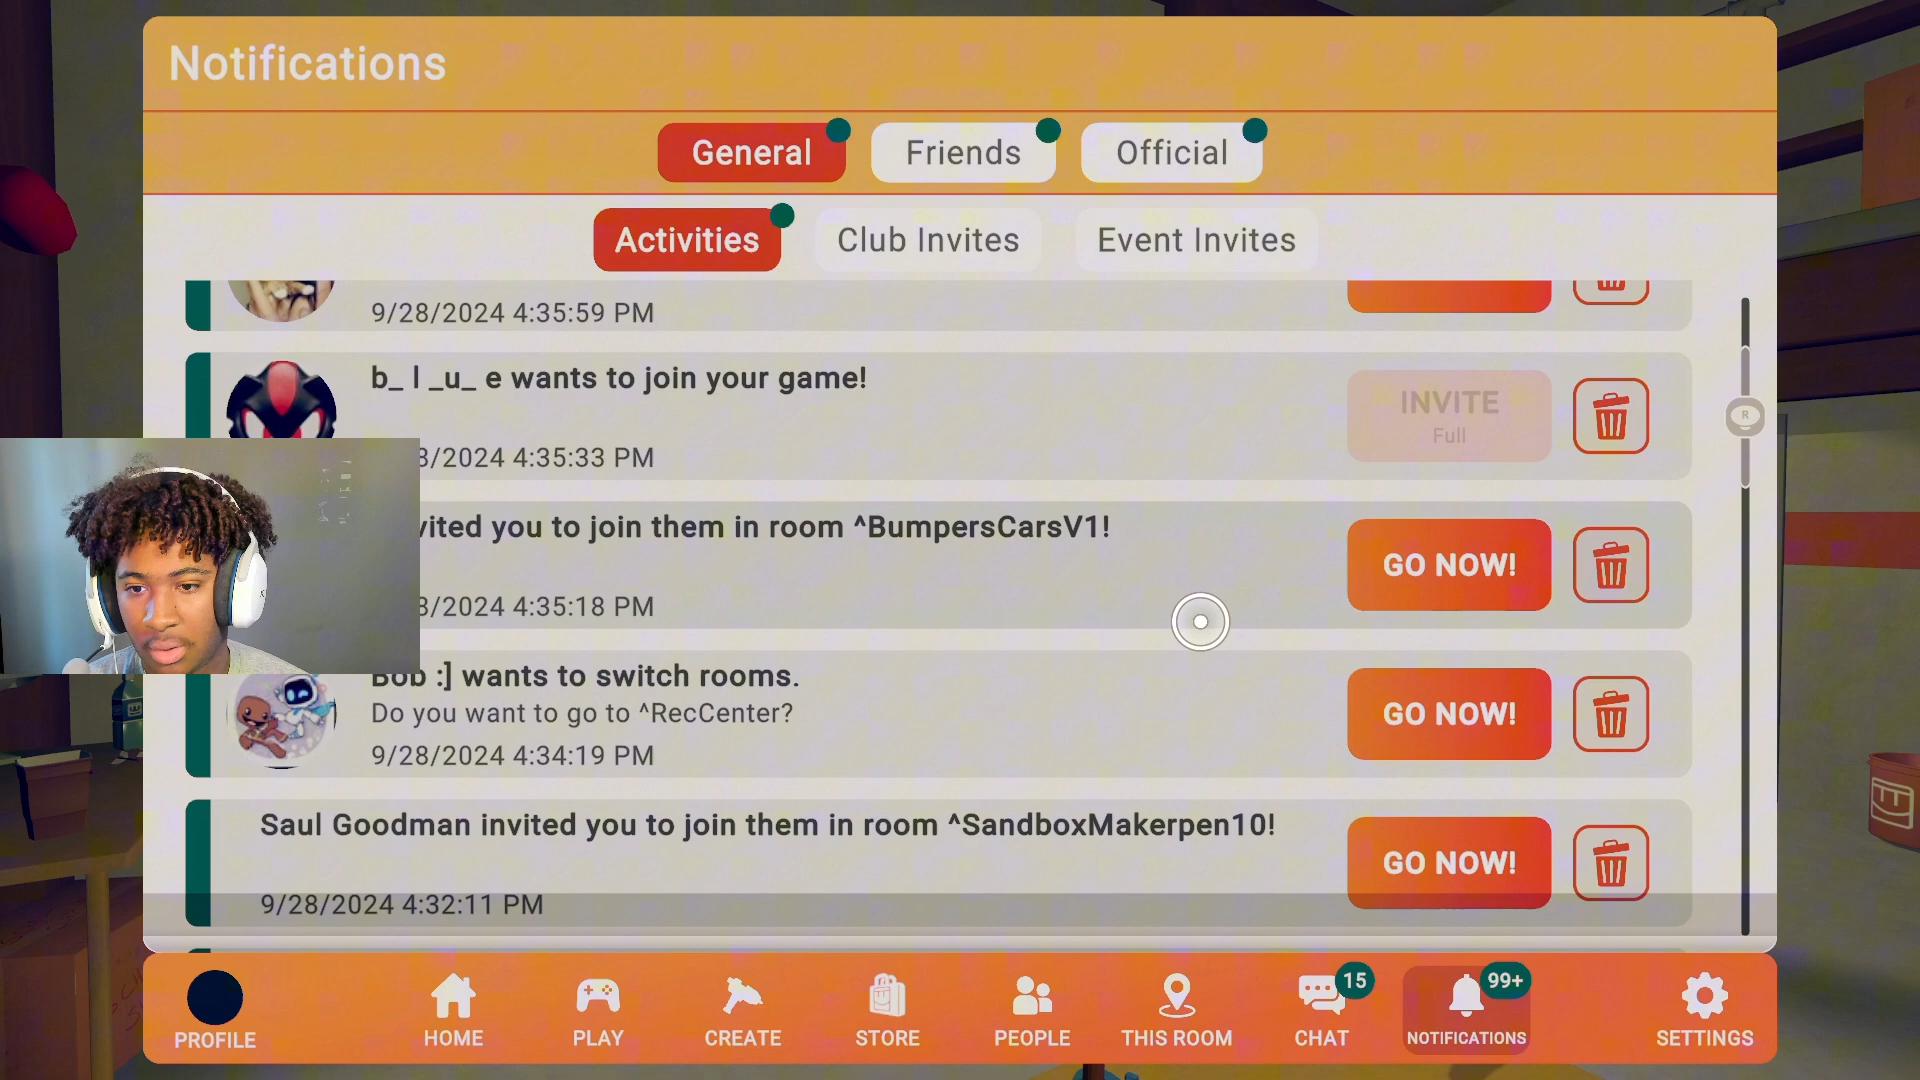 Notifications
General
Friends
Official
Activities
Club Invites
Event Invites
9/28/2024 4:35:59 PM
b_ l _u_ e wants to join your game!
INVITE
Full
8/2024 4:35:33 PM
vited you to join them in room ^BumpersCarsV1!
GO NOW!
8/2024 4:35:18 PM
Bob :] wants to switch rooms.
Do you want to go to ^RecCenter?
GO NOW!
9/28/2024 4:34:19 PM
Saul Goodman invited you to join them in room ^SandboxMakerpen10!
GO NOW!
9/28/2024 4:32:11 PM
R
PROFILE
HOME
PLAY
CREATE
STORE
PEOPLE
THIS ROOM
15
CHAT
99+
NOTIFICATIONS
SETTINGS